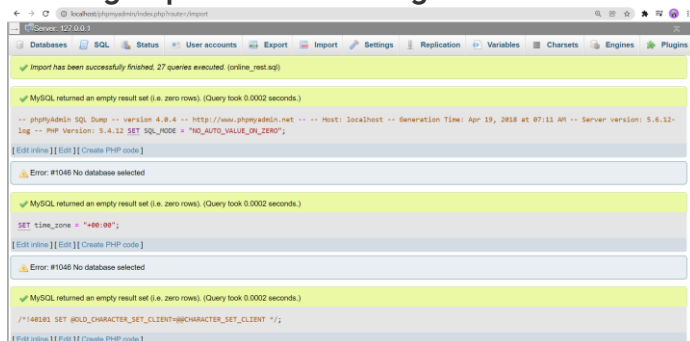 localhost/phpmyadmin/index.php?route=/import
Server: 127.0.0.1
Databases SQL Status User accounts Export Import Settings Replication Variables Charsets Engines Plugins
Import has been successfully finished, 27 queries executed. (online_rest.sql)
MySQL returned an empty result set (i.e. zero rows). (Query took 0.0002 seconds.)
-- phpMyAdmin SQL Dump -- version 4.0.4 -- http://www.phpmyadmin.net -- -- Host: localhost -- Generation Time: Apr 19, 2018 at 07:11 AM -- Server version: 5.6.12-
log -- PHP Version: 5.4.12 SET SQL_MODE = "NO_AUTO_VALUE_ON_ZERO";
[ Edit inline ] [ Edit ] [ Create PHP code ]
Error: #1046 No database selected
MySQL returned an empty result set (i.e. zero rows). (Query took 0.0002 seconds.)
SET time_zone = "+00:00";
[ Edit inline ] [ Edit ] [ Create PHP code ]
Error: #1046 No database selected
MySQL returned an empty result set (i.e. zero rows). (Query took 0.0002 seconds.)
/*!40101 SET @OLD_CHARACTER_SET_CLIENT=@@CHARACTER_SET_CLIENT */;
[ Edit inline ] [ Edit ] [ Create PHP code ]